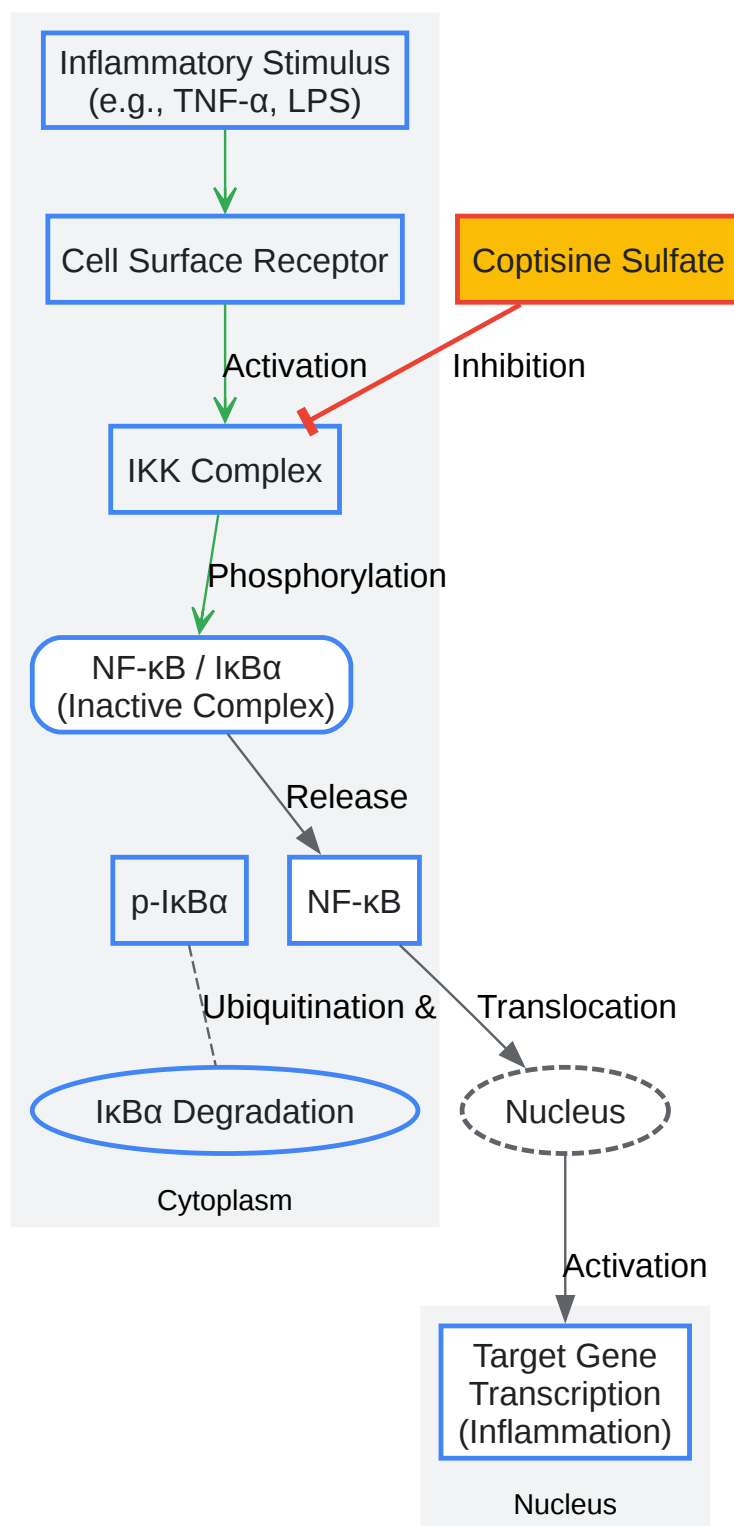 Inflammatory Stimulus
(e.g., TNF-α, LPS)
Cell Surface Receptor
Coptisine Sulfate
Activation
Inhibition
IKK Complex
Phosphorylation
NF-κB / IκBα
(Inactive Complex)
Release
p-IκBα
NF-κB
Ubiquitination &
Translocation
IκBα Degradation
Nucleus
Cytoplasm
Activation
Target Gene
Transcription
(Inflammation)
Nucleus